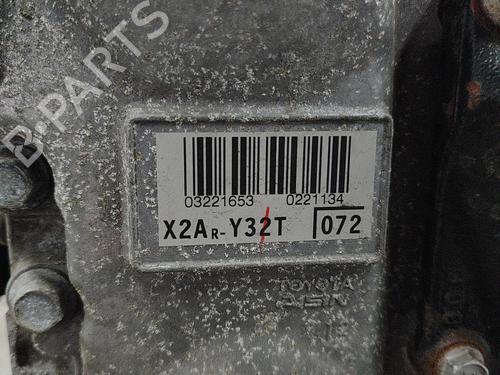 B-PARTS
03221653 0221134
X2AR-Y32T 072
TOYOTA
AISIN